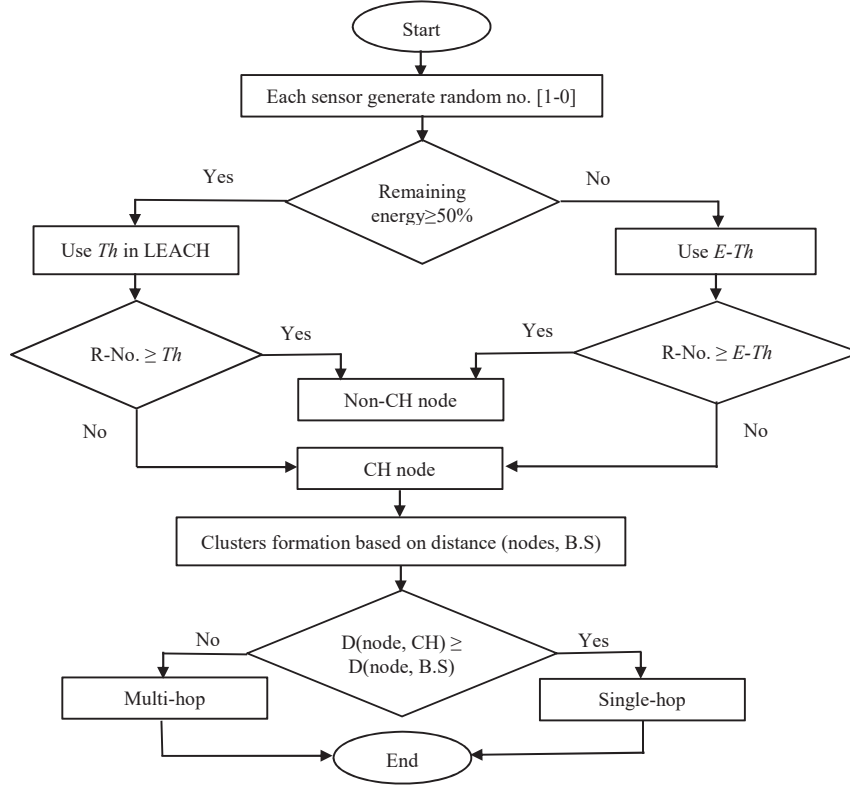 Start
Each sensor generate random no. [1-0]
Yes
No
Remaining
energy≥50%
Use Th in LEACH
Use E-Th
R-No. ≥ Th
Yes
Yes
R-No. ≥ E-Th
Non-CH node
No
No
CH node
Clusters formation based on distance (nodes, B.S)
No
D(node, CH) ≥
D(node, B.S)
Yes
Multi-hop
Single-hop
End